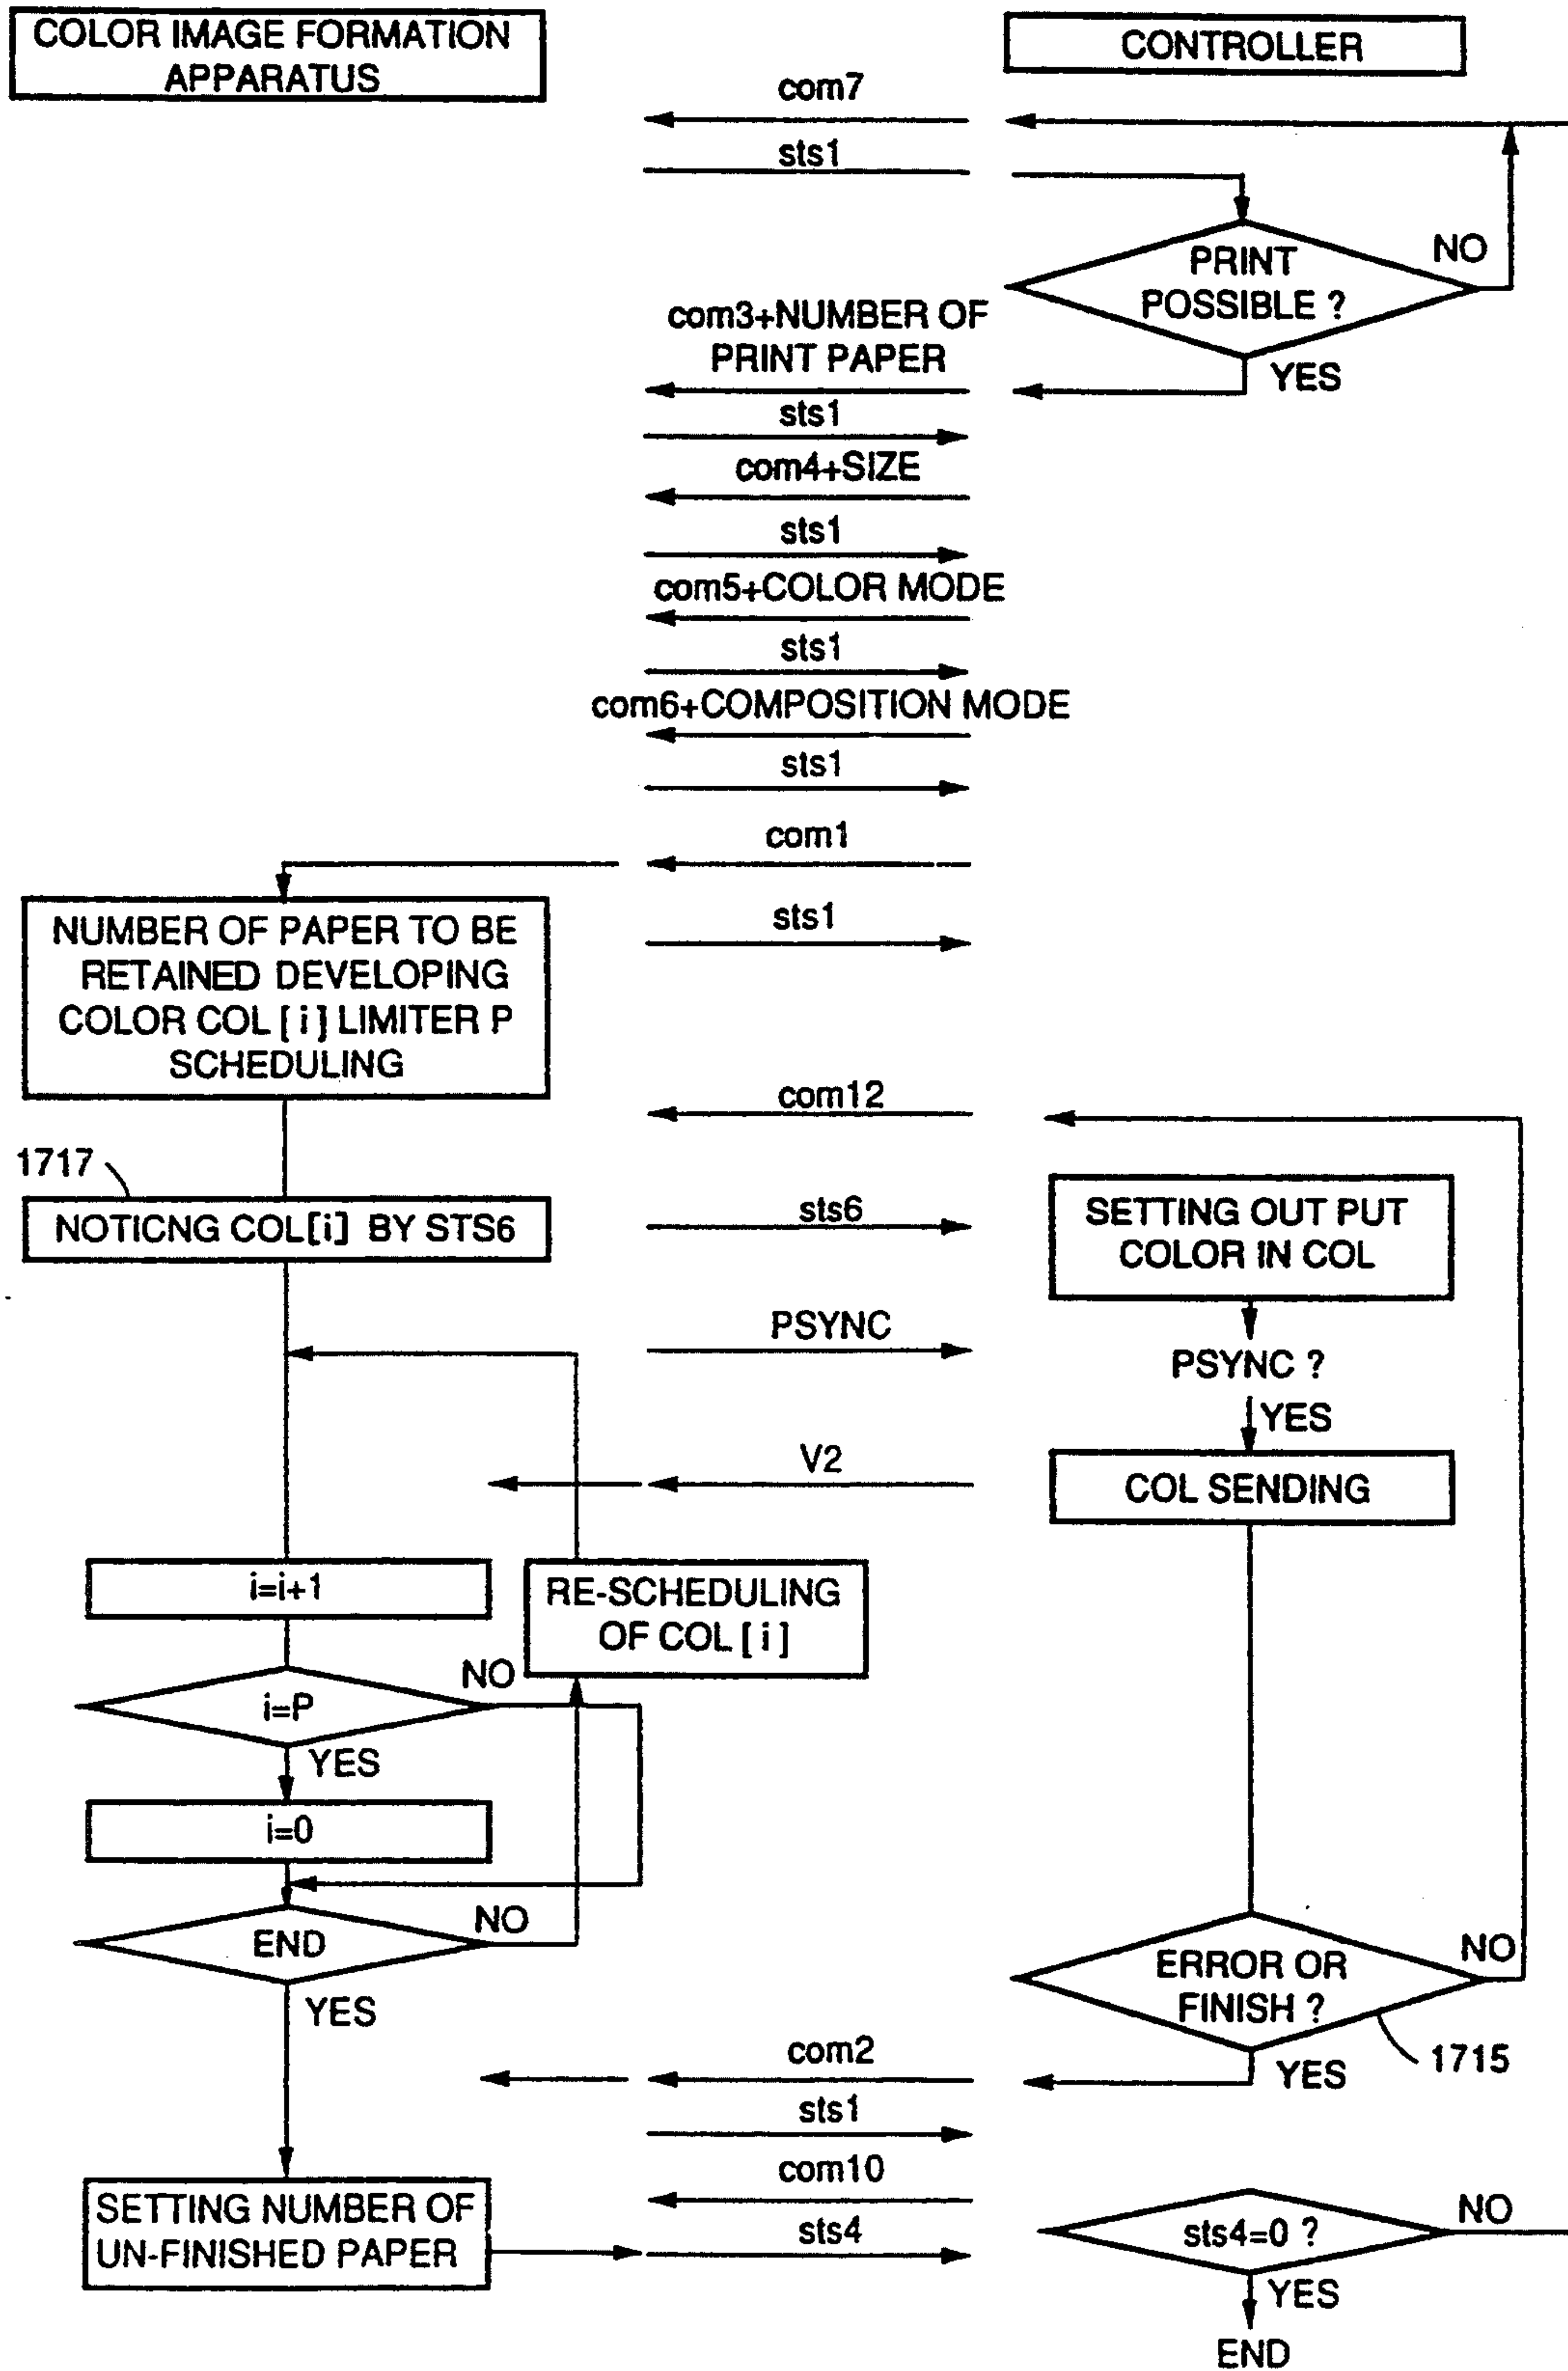 COLOR IMAGE FORMATION
APPARATUS
CONTROLLER
com7
sts1
PRINT
POSSIBLE ?
NO
YES
com3+NUMBER OF
PRINT PAPER
sts1
com4+SIZE
sts1
com5+COLOR MODE
sts1
com6+COMPOSITION MODE
sts1
com1
NUMBER OF PAPER TO BE
RETAINED DEVELOPING
COLOR COL [ i ] LIMITER P
SCHEDULING
sts1
com12
1717
NOTICNG COL[i] BY STS6
sts6
SETTING OUT PUT
COLOR IN COL
PSYNC
PSYNC ?
YES
V2
COL SENDING
i=i+1
RE-SCHEDULING
OF COL [ i ]
i=P
NO
YES
i=0
END
NO
YES
ERROR OR
FINISH ?
NO
1715
YES
com2
sts1
com10
SETTING NUMBER OF
UN-FINISHED PAPER
sts4
sts4=0 ?
NO
YES
END